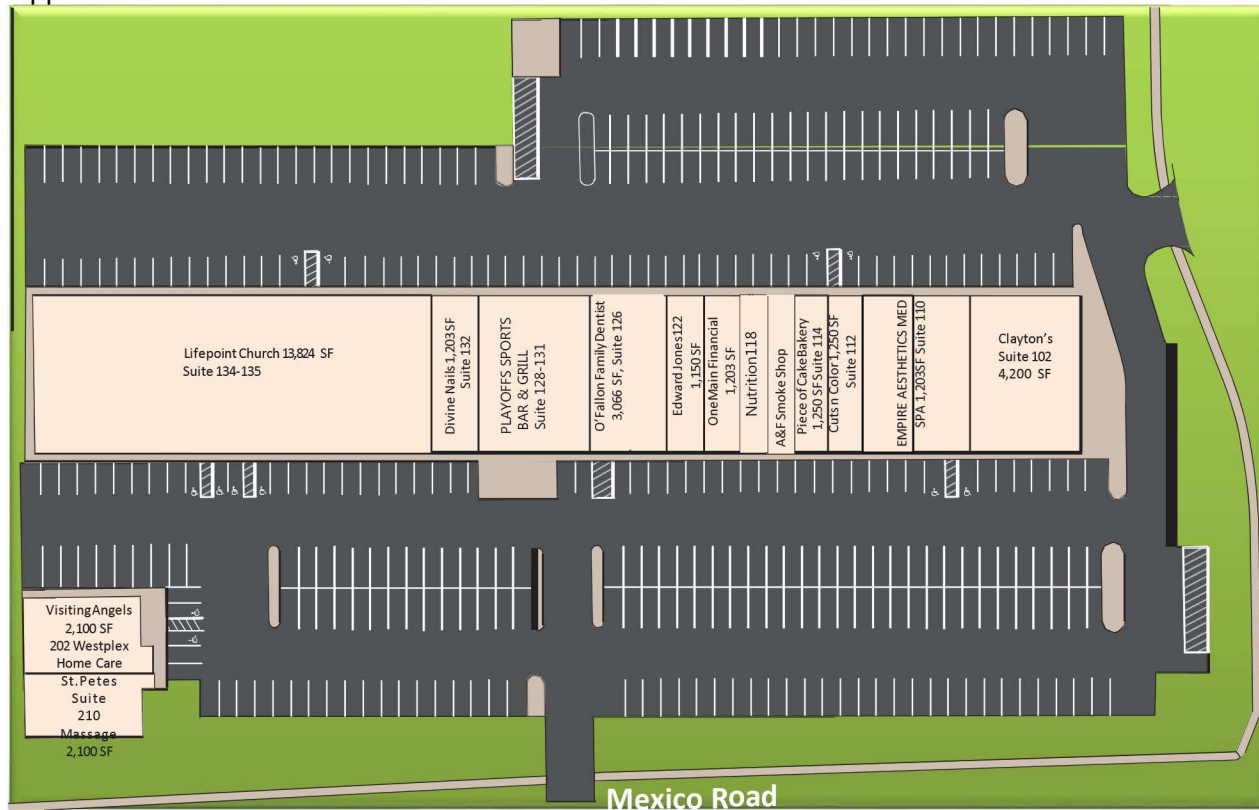 Lifepoint Church 13,824 SF
Suite 134-135
Divine Nails 1,203SF
Suite 132
PLAYOFFS SPORTS
BAR & GRILL
Suite 128-131
O'Fallon Family Dentist
3,066 SF, Suite 126
Edward Jones122
1,150 SF
OneMain Financial
1,203 SF
Nutrition118
A&F Smoke Shop
Piece of CakeBakery
1,250 SF Suite 114
Cuts n Color 1,250 SF
Suite 112
EMPIRE AESTHETICS MED
SPA 1,203SF Suite 110
Clayton's
Suite 102
4,200 SF
VisitingAngels
2,100 SF
202 Westplex
Home Care
St.Petes
Suite
210
Massage
2,100 SF
Mexico Road